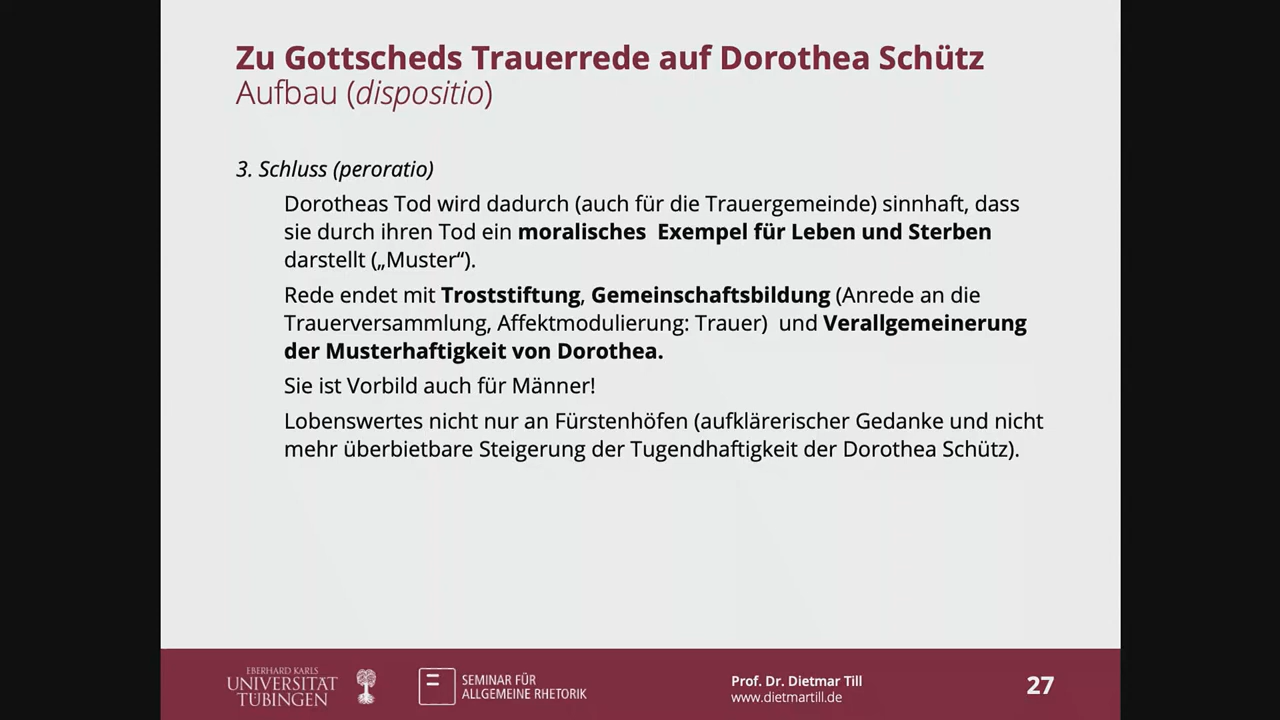 Zu Gottscheds Trauerrede auf Dorothea Schütz
Aufbau (dispositio)
3. Schluss (peroratio)
Dorotheas Tod wird dadurch (auch für die Trauergemeinde) sinnhaft, dass
sie durch ihren Tod ein moralisches Exempel für Leben und Sterben
darstellt („Muster“).
Rede endet mit Troststiftung, Gemeinschaftsbildung (Anrede an die
Trauerversammlung, Affektmodulierung: Trauer) und Verallgemeinerung
der Musterhaftigkeit von Dorothea.
Sie ist Vorbild auch für Männer!
Lobenswertes nicht nur an Fürstenhöfen (aufklärerischer Gedanke und nicht
mehr überbietbare Steigerung der Tugendhaftigkeit der Dorothea Schütz).
EBERHARD KARLS
UNIVERSITÄT
TÜBINGEN
SEMINAR FÜR
ALLGEMEINE RHETORIK
Prof. Dr. Dietmar Till
www.dietmartill.de
27